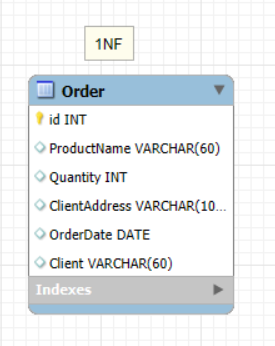 1NF
Order
id INT
ProductName VARCHAR(60)
Quantity INT
ClientAddress VARCHAR(10...
OrderDate DATE
Client VARCHAR(60)
Indexes